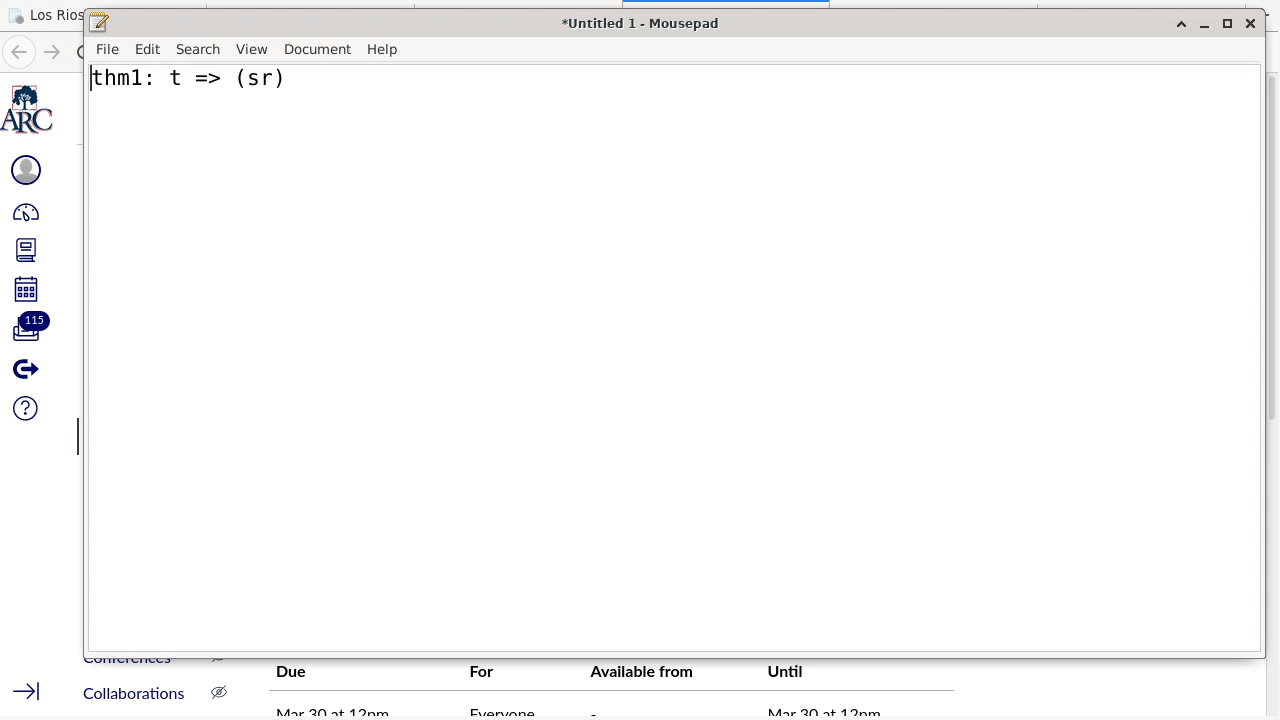 Los Rios
*Untitled 1 - Mousepad
File Edit Search View Document Help
thm1: t => (sr)
ARC
115
Conferences
Collaborations
Due For Available from Until
Mar 30 at 12pm Everyone - Mar 30 at 12pm